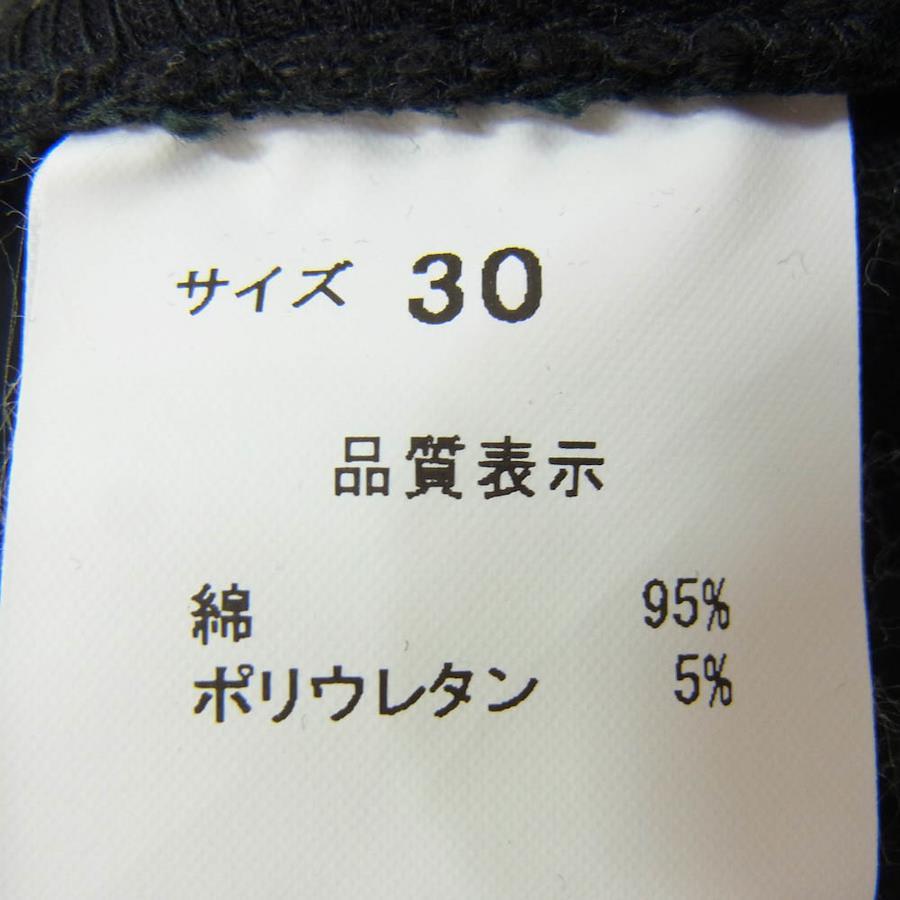 サイズ 30
品質表示
綿 95%
ポリウレタン 5%